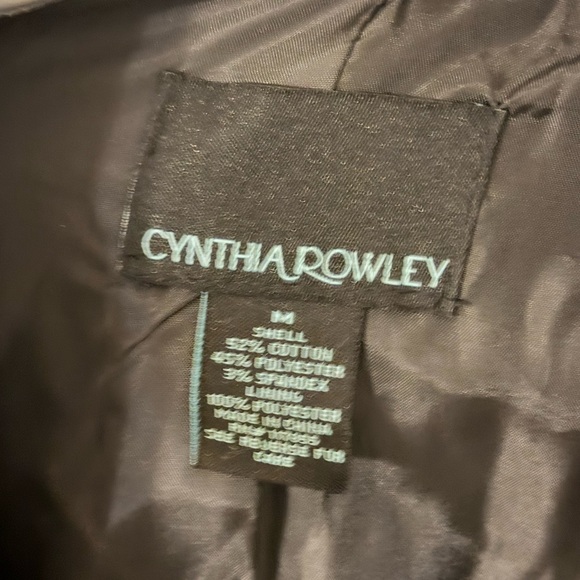 CYNTHIA ROWLEY
M
SHELL
52% COTTON
45% POLYESTER
3% SPANDEX
LINING
100% POLYESTER
MADE IN CHINA
SEE REVERSE FOR
CARE